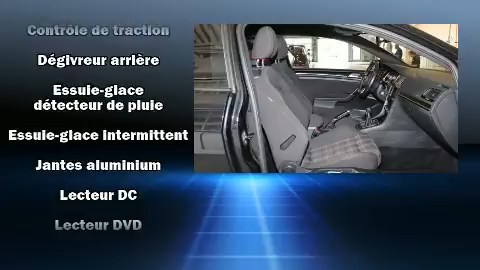 Contrôle de traction
Dégivreur arrière
Essuie-glace
détecteur de pluie
Essuie-glace intermittent
Jantes aluminium
Lecteur DC
Lecteur DVD